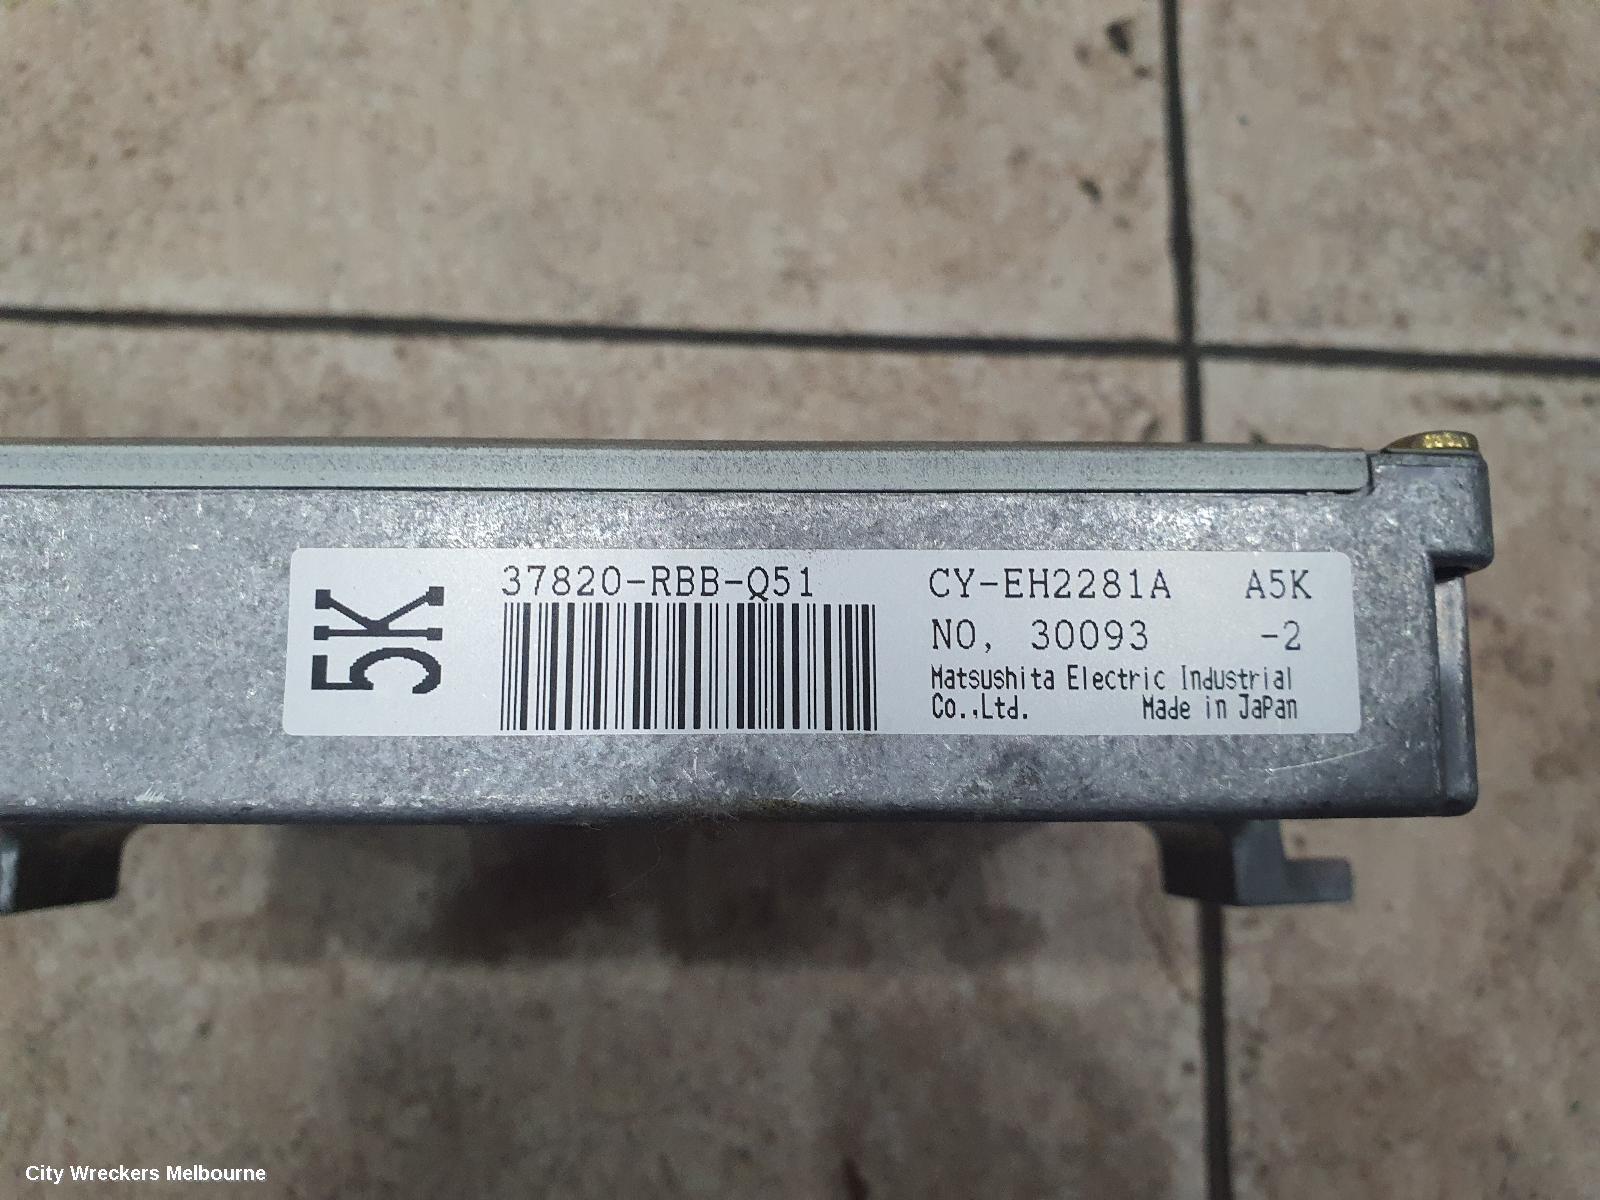 5K
37820-RBB-Q51
CY-EH2281A A5K
NO, 30093 -2
Matsushita Electric Industrial
Co.,Ltd. Made in JaPan
City Wreckers Melbourne